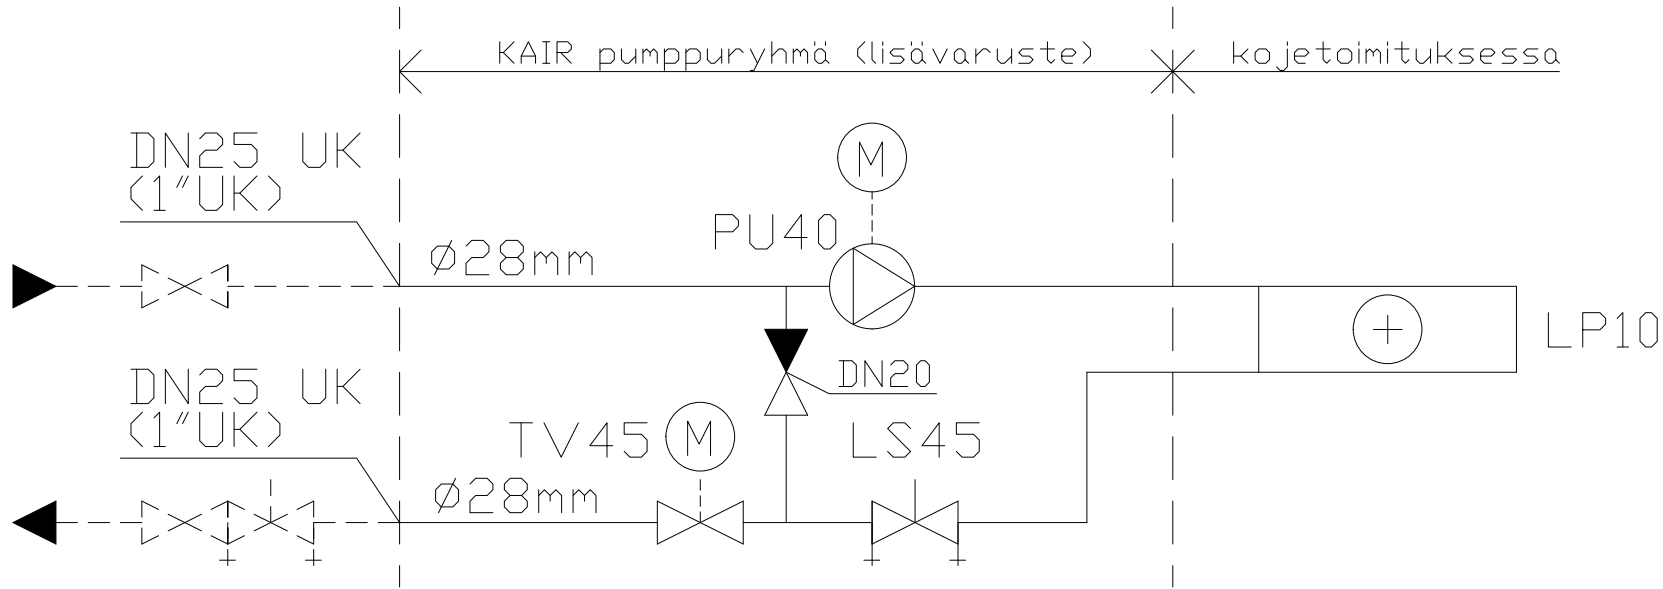 KAIR pumppuryhmä (lisävaruste)
kojetoimituksessa
DN25 UK
(1"UK)
M
PU40
Ø28mm
LP10
DN20
DN25 UK
(1"UK)
TV45
M
LS45
Ø28mm